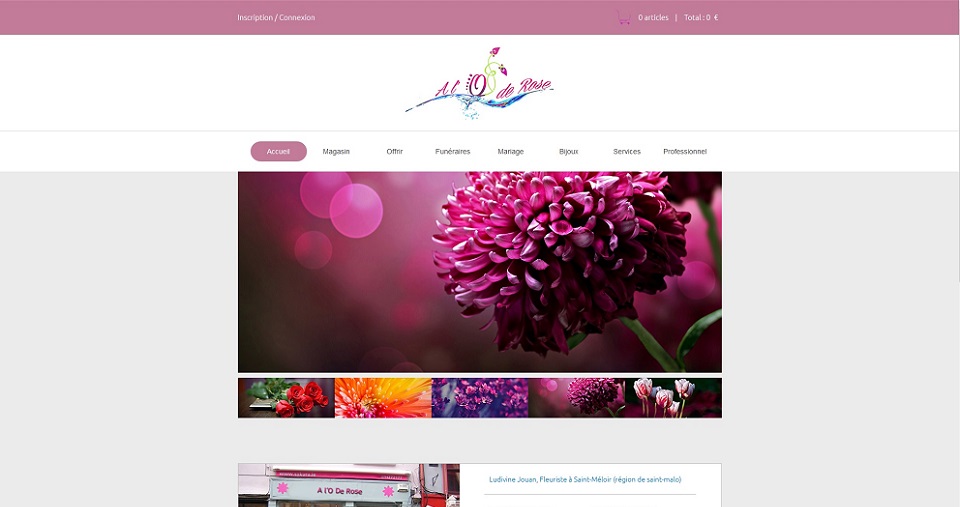 Inscription / Connexion
0 articles | Total : 0 €
A l'O de Rose
Accueil Magasin Offrir Funéraires Mariage Bijoux Services Professionnel
A l'O De Rose
Ludivine Jouan, Fleuriste à Saint-Méloir (région de saint-malo)